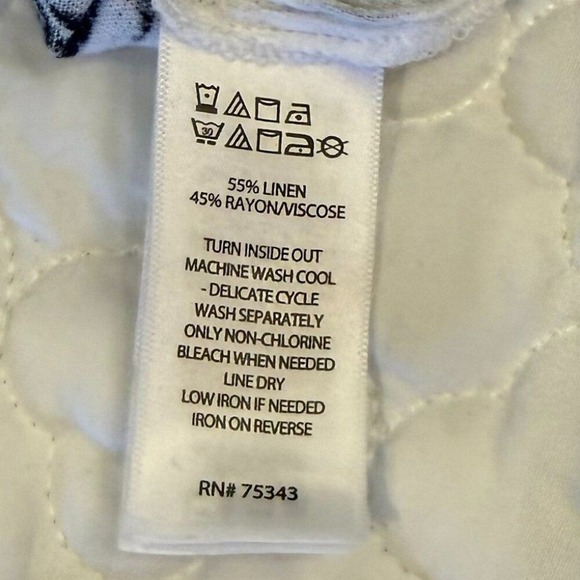 30
55% LINEN
45% RAYON/VISCOSE
TURN INSIDE OUT
MACHINE WASH COOL
- DELICATE CYCLE
WASH SEPARATELY
ONLY NON-CHLORINE
BLEACH WHEN NEEDED
LINE DRY
LOW IRON IF NEEDED
IRON ON REVERSE
RN# 75343